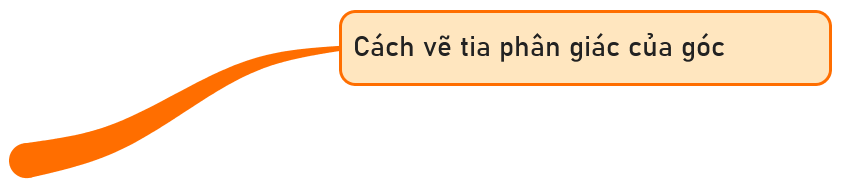 Cách vẽ tia phân giác của góc